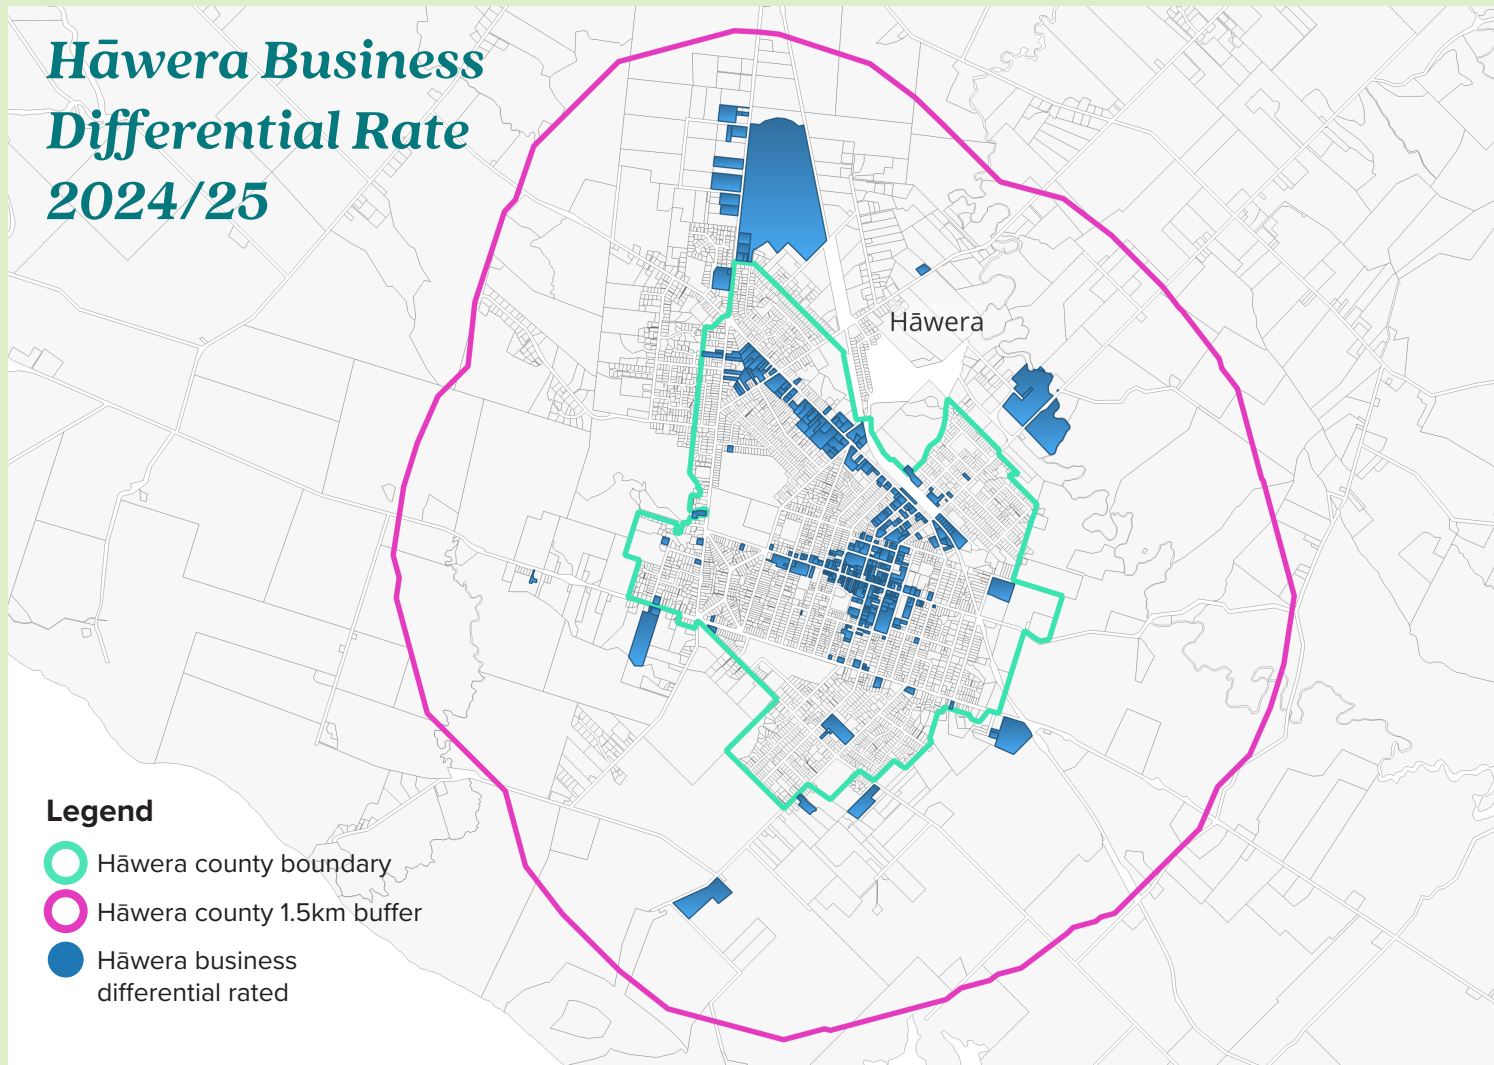 Hāwera Business
Differential Rate
2024/25
Hāwera
Legend
Hāwera county boundary
Hāwera county 1.5km buffer
Hāwera business
differential rated